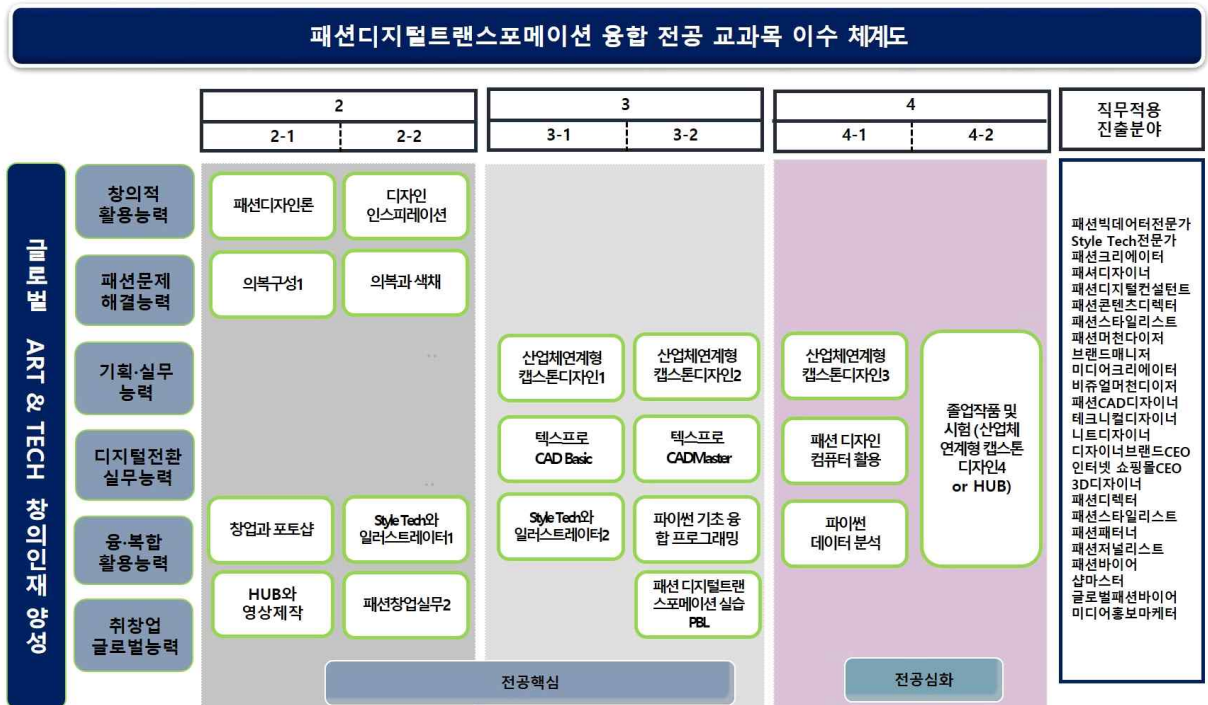 패션디지털트랜스포메이션 융합 전공 교과목 이수 체계도
2
3
4
직무적용
진출분야
2-1
2-2
3-1
3-2
4-1
4-2
글로벌 ART & TECH 창이인재 양성
창의적
활용능력
패션디자인론
디자인
인스피레이션
패션문제
해결능력
의복구성1
의복과 색채
기획·실무
능력
산업체연계형
캡스톤디자인1
산업체연계형
캡스톤디자인2
산업체연계형
캡스톤디자인3
졸업작품 및
시험 (산업체
연계형 캡스톤
디자인4
or HUB)
디지털전환
실무능력
텍스프로
CAD Basic
텍스프로
CADMaster
패션 디자인
컴퓨터 활용
융·복합
활용능력
창업과 포토샵
Style Tech와
일러스트레이터1
Style Tech와
일러스트레이터2
파이썬 기초 융
합 프로그래밍
파이썬
데이터 분석
취창업
글로벌능력
HUB와
영상제작
패션창업실무2
패션 디지털트랜
스포메이션 실습
PBL
전공핵심
전공심화
패션빅데어터전문가
Style Tech전문가
패션크리에이터
패셔디자이너
패션디지털컨설턴트
패션콘텐츠디렉터
패션스타일리스트
패션머천다이저
브랜드매니저
미디어크리에이터
비쥬얼머천디이저
패션CAD디자이너
테크니컬디자이너
니트디자이너
디자이너브랜드CEO
인터넷 쇼핑몰CEO
3D디자이너
패션디렉터
패션스타일리스트
패션패터너
패션저널리스트
패션바이어
샵마스터
글로벌패션바이어
미디어홍보마케터